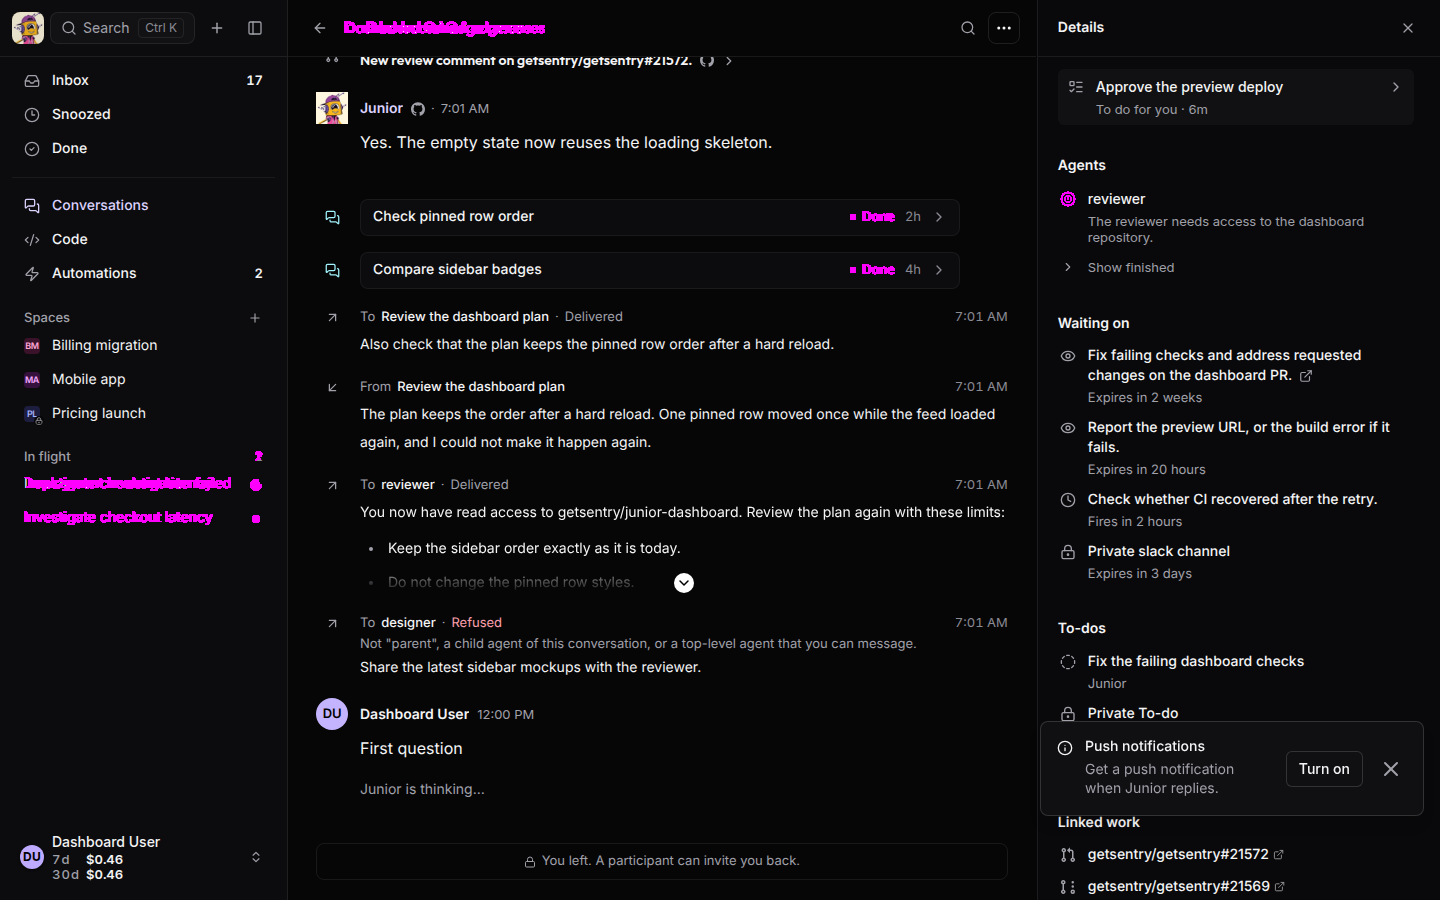 Search
Ctrl K
Inbox
17
Snoozed
Done
Conversations
Code
Automations
2
Spaces
BM
Billing migration
MA
Mobile app
PL
Pricing launch
In flight
Investigate checkout latency
DU
Dashboard User
7d $0.46
30d $0.46
New review comment on getsentry/getsentry#21572.
Junior · 7:01 AM
Yes. The empty state now reuses the loading skeleton.
Check pinned row order
Done 2h
Compare sidebar badges
Done 4h
To Review the dashboard plan · Delivered
7:01 AM
Also check that the plan keeps the pinned row order after a hard reload.
From Review the dashboard plan
7:01 AM
The plan keeps the order after a hard reload. One pinned row moved once while the feed loaded
again, and I could not make it happen again.
To reviewer · Delivered
7:01 AM
You now have read access to getsentry/junior-dashboard. Review the plan again with these limits:
• Keep the sidebar order exactly as it is today.
• Do not change the pinned row styles.
To designer · Refused
7:01 AM
Not "parent", a child agent of this conversation, or a top-level agent that you can message.
Share the latest sidebar mockups with the reviewer.
DU
Dashboard User 12:00 PM
First question
Junior is thinking...
You left. A participant can invite you back.
Details
Approve the preview deploy
To do for you · 6m
Agents
reviewer
The reviewer needs access to the dashboard
repository.
Show finished
Waiting on
Fix failing checks and address requested
changes on the dashboard PR.
Expires in 2 weeks
Report the preview URL, or the build error if it
fails.
Expires in 20 hours
Check whether CI recovered after the retry.
Fires in 2 hours
Private slack channel
Expires in 3 days
To-dos
Fix the failing dashboard checks
Junior
Private To-do
Push notifications
Get a push notification
when Junior replies.
Turn on
Linked work
getsentry/getsentry#21572
getsentry/getsentry#21569